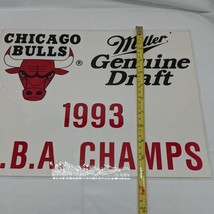 CHICAGO
BULLS
®
Miller
Genuine
Draft
1993
.B.A. CHAMPS